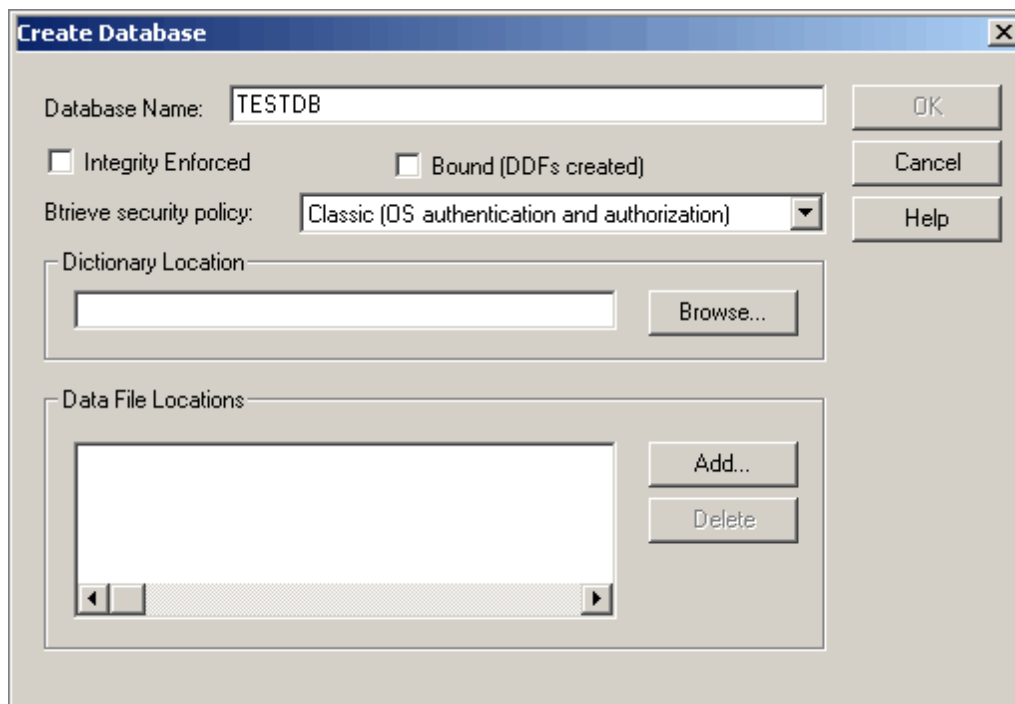 Create Database
Database Name: TESTDB OK
Integrity Enforced Bound (DDFs created) Cancel
Btrieve security policy: Classic (OS authentication and authorization) Help
Dictionary Location
Browse...
Data File Locations
Add...
Delete